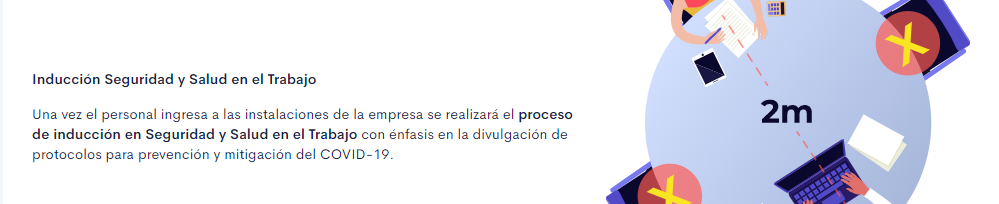 Inducción Seguridad y Salud en el Trabajo
Una vez el personal ingresa a las instalaciones de la empresa se realizará el proceso
de inducción en Seguridad y Salud en el Trabajo con énfasis en la divulgación de
protocolos para prevención y mitigación del COVID-19.
2m